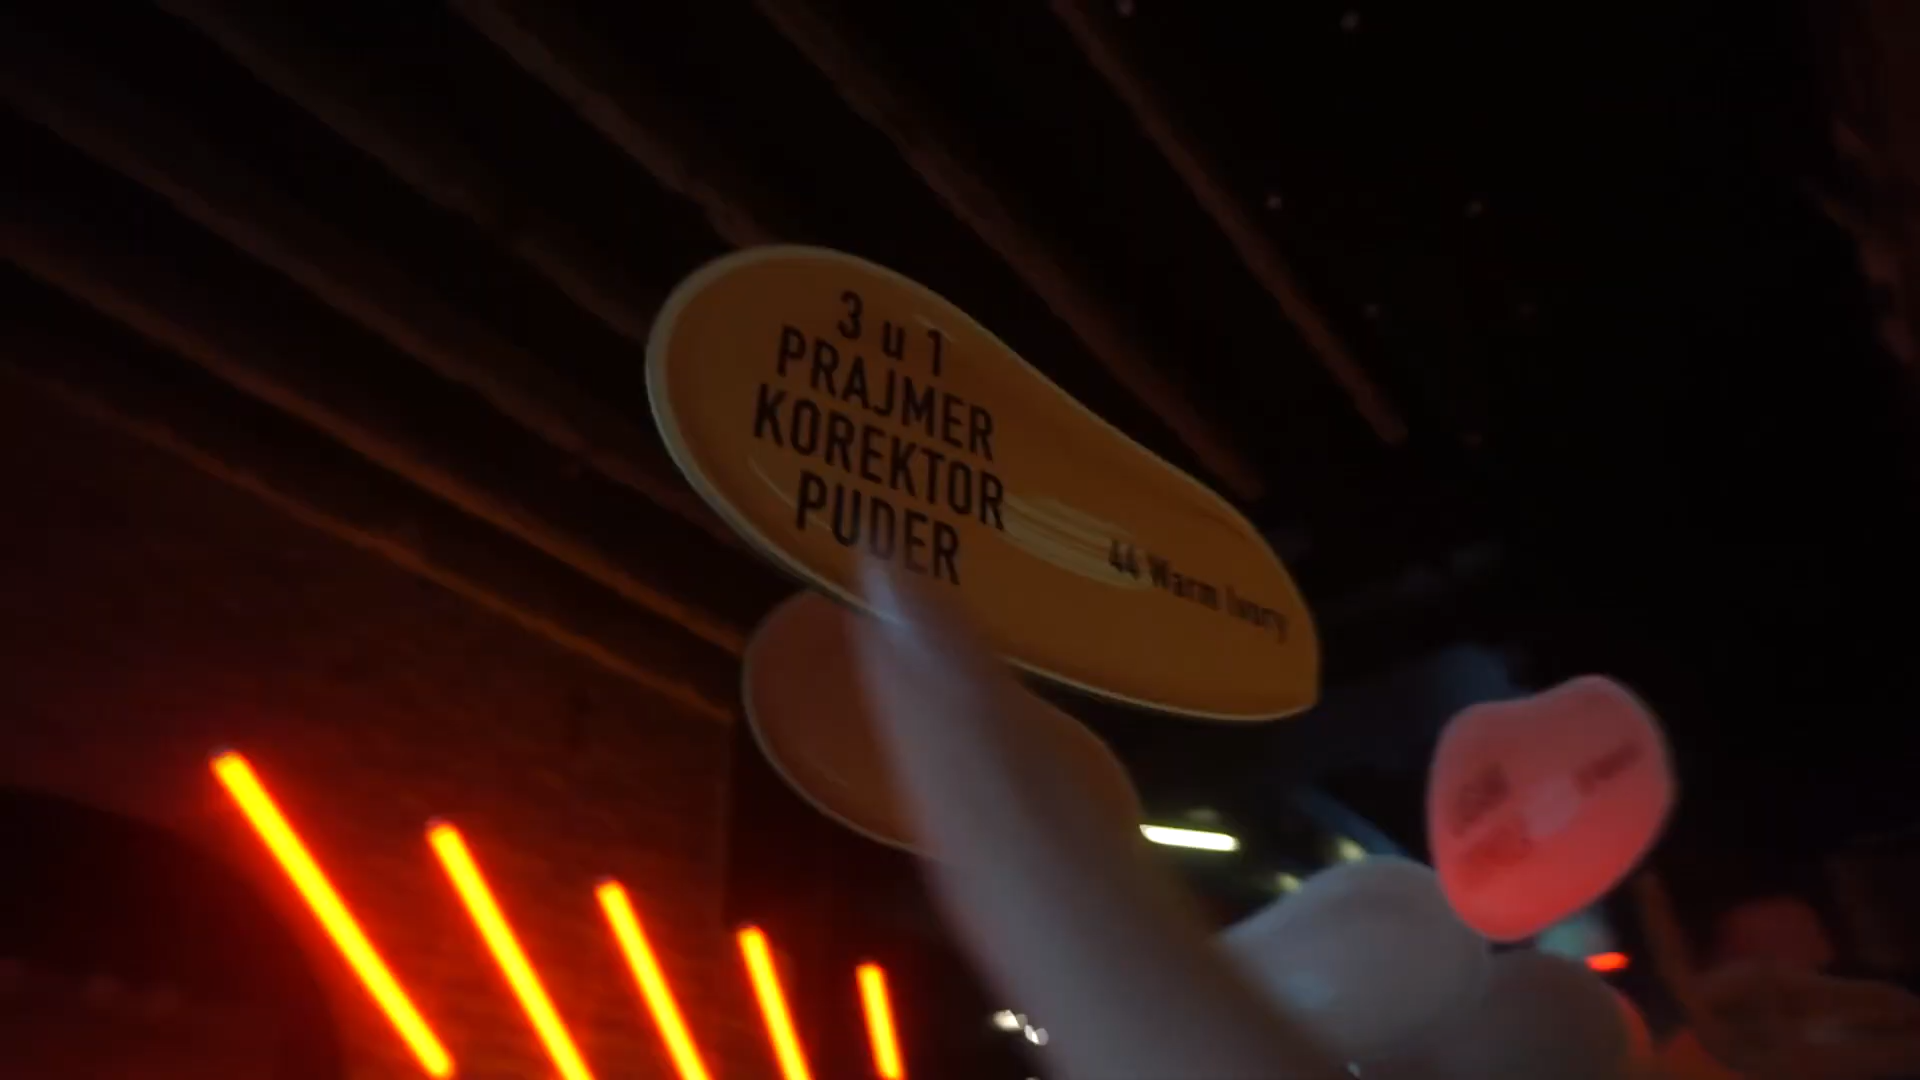 3 u 1
PRAJMER
KOREKTOR
PUDER
44 Warm Ivory